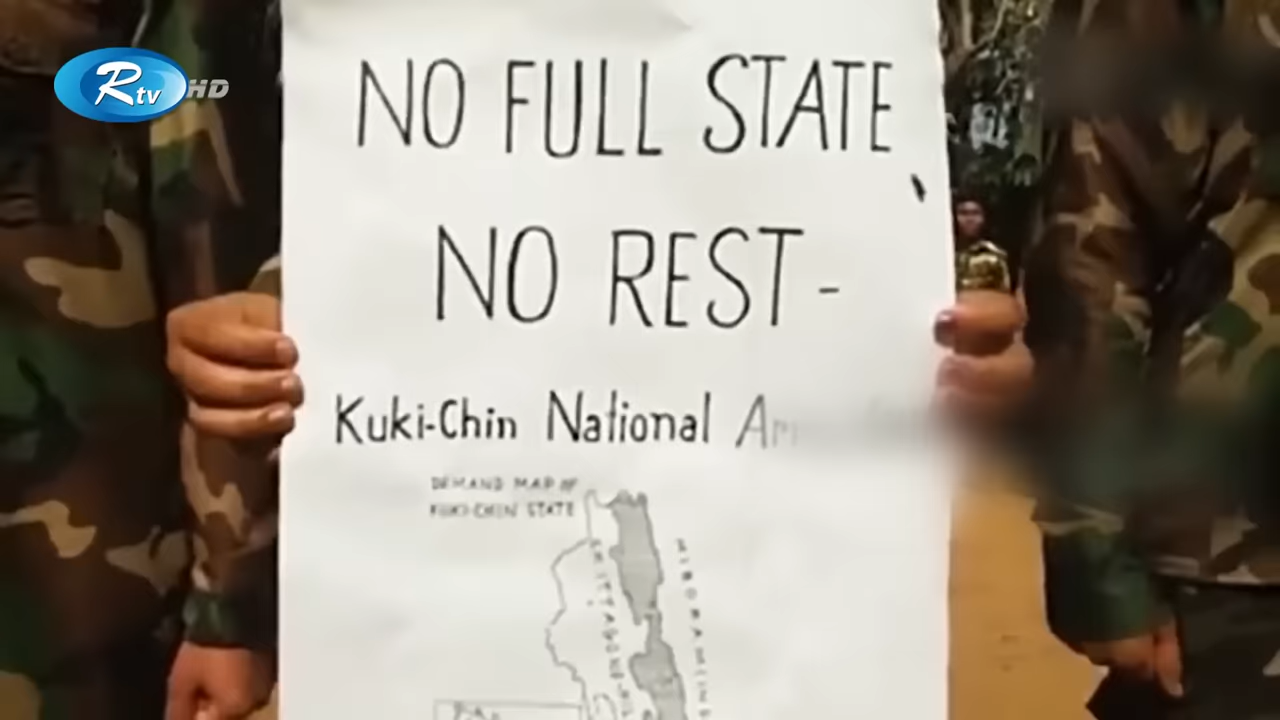 Rtv HD
NO FULL STATE
NO REST-
Kuki-Chin National
DEMAND MAP OF
KUKI-CHIN STATE